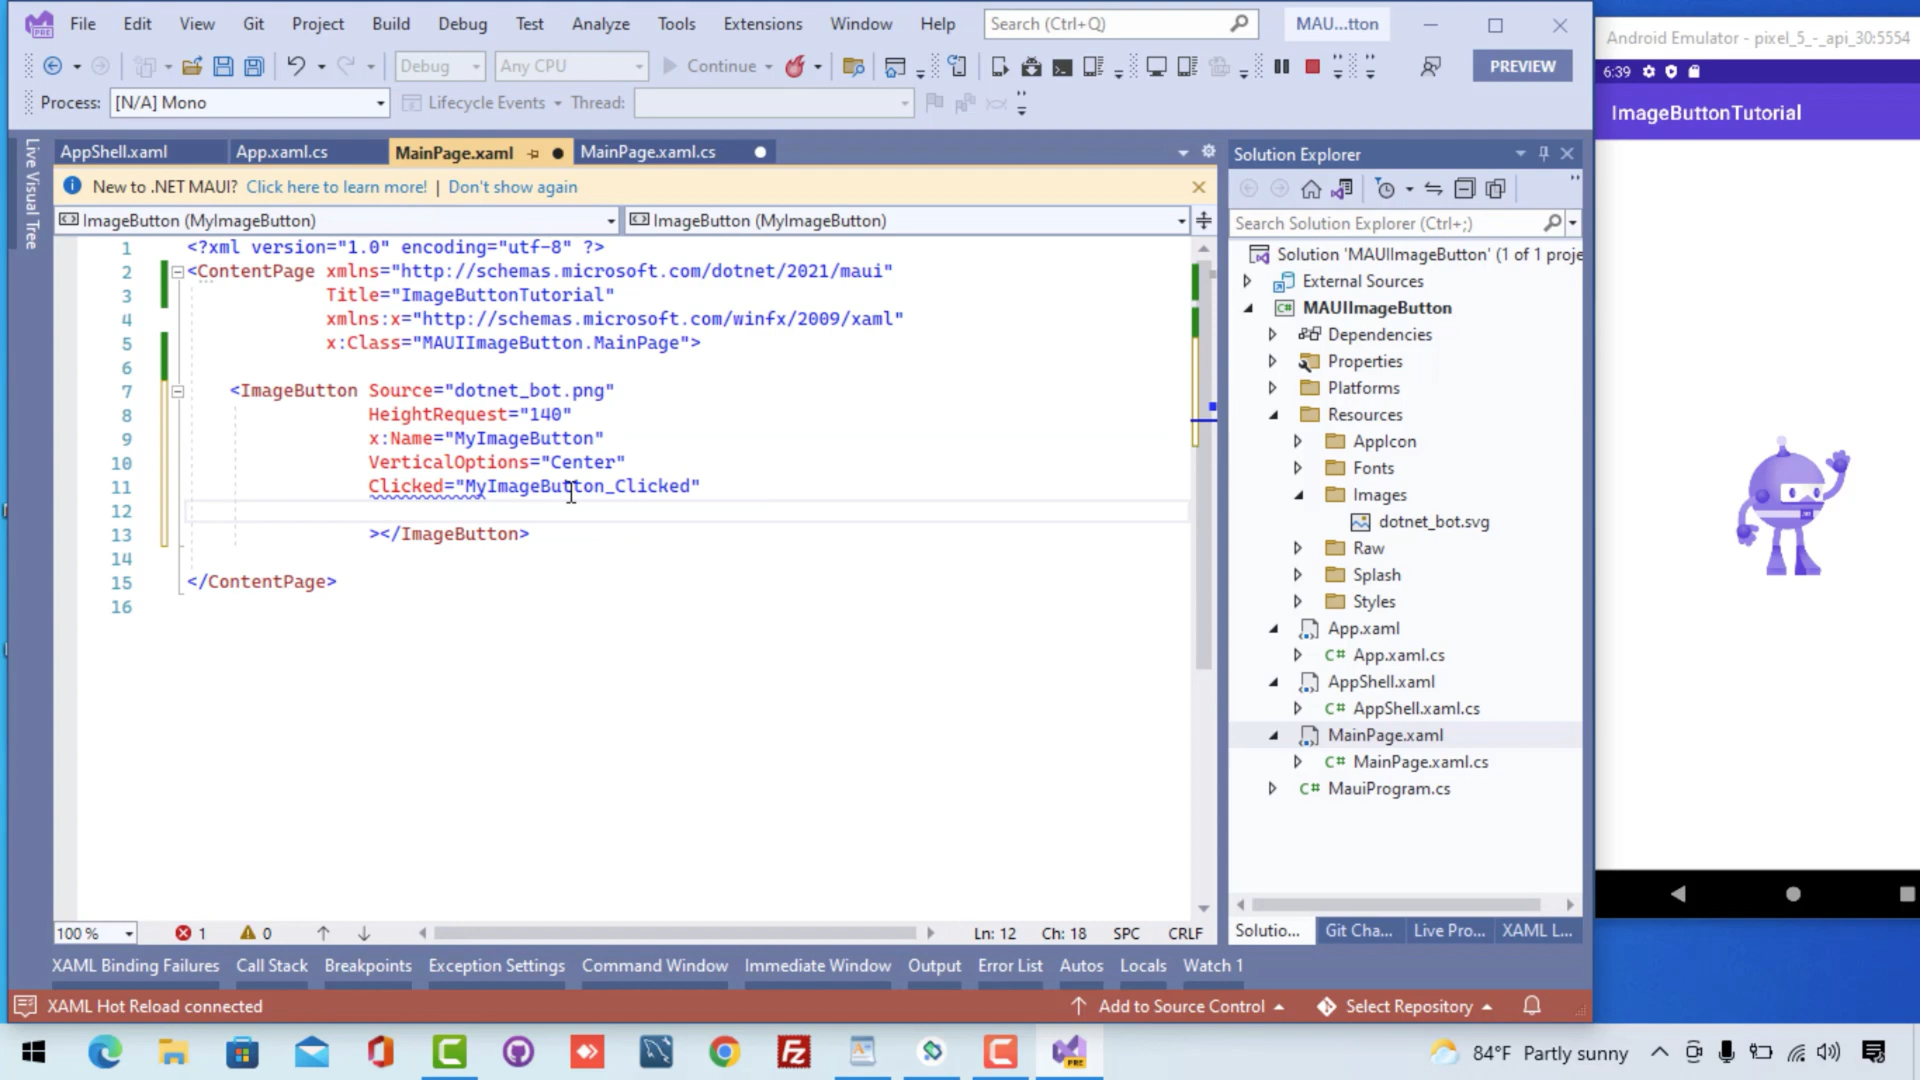 File Edit View Git Project Build Debug Test Analyze Tools Extensions Window Help Search (Ctrl+Q) MAU...tton
Debug Any CPU Continue PREVIEW
Process: [N/A] Mono Lifecycle Events Thread:
AppShell.xaml App.xaml.cs MainPage.xaml MainPage.xaml.cs
New to .NET MAUI? Click here to learn more! | Don't show again
ImageButton (MyImageButton) ImageButton (MyImageButton)
Live Visual Tree
1 <?xml version="1.0" encoding="utf-8" ?>
2 <ContentPage xmlns="http://schemas.microsoft.com/dotnet/2021/maui"
3 Title="ImageButtonTutorial"
4 xmlns:x="http://schemas.microsoft.com/winfx/2009/xaml"
5 x:Class="MAUIImageButton.MainPage">
6
7 <ImageButton Source="dotnet_bot.png"
8 HeightRequest="140"
9 x:Name="MyImageButton"
10 VerticalOptions="Center"
11 Clicked="MyImageButton_Clicked"
12
13 ></ImageButton>
14
15 </ContentPage>
16
100 % 1 0 Ln: 12 Ch: 18 SPC CRLF
Solution Explorer
Search Solution Explorer (Ctrl+;)
Solution 'MAUIImageButton' (1 of 1 proje
External Sources
MAUIImageButton
Dependencies
Properties
Platforms
Resources
AppIcon
Fonts
Images
dotnet_bot.svg
Raw
Splash
Styles
App.xaml
C# App.xaml.cs
AppShell.xaml
C# AppShell.xaml.cs
MainPage.xaml
C# MainPage.xaml.cs
C# MauiProgram.cs
Solutio... Git Cha... Live Pro... XAML L...
XAML Binding Failures Call Stack Breakpoints Exception Settings Command Window Immediate Window Output Error List Autos Locals Watch 1
XAML Hot Reload connected Add to Source Control Select Repository
Android Emulator - pixel_5_-_api_30:5554
6:39
ImageButtonTutorial
84°F Partly sunny